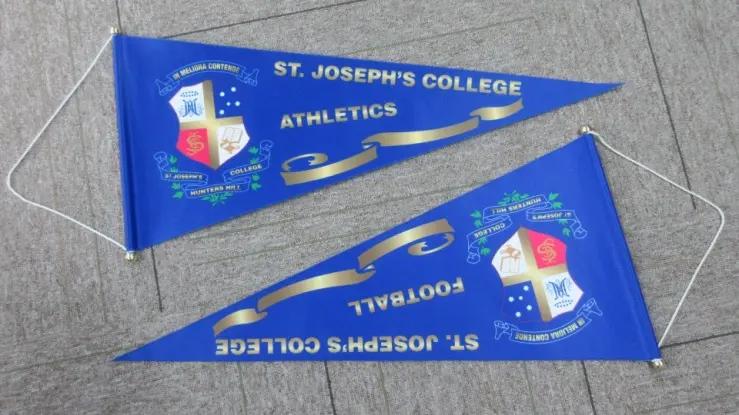 IN MELIORA CONTENDE
ST. JOSEPH'S COLLEGE
ATHLETICS
ST JOSEPH'S
COLLEGE
HUNTERS HILL
ST. JOSEPH'S COLLEGE
FOOTBALL
IN MELIORA CONTENDE
ST JOSEPH'S
COLLEGE
HUNTERS HILL